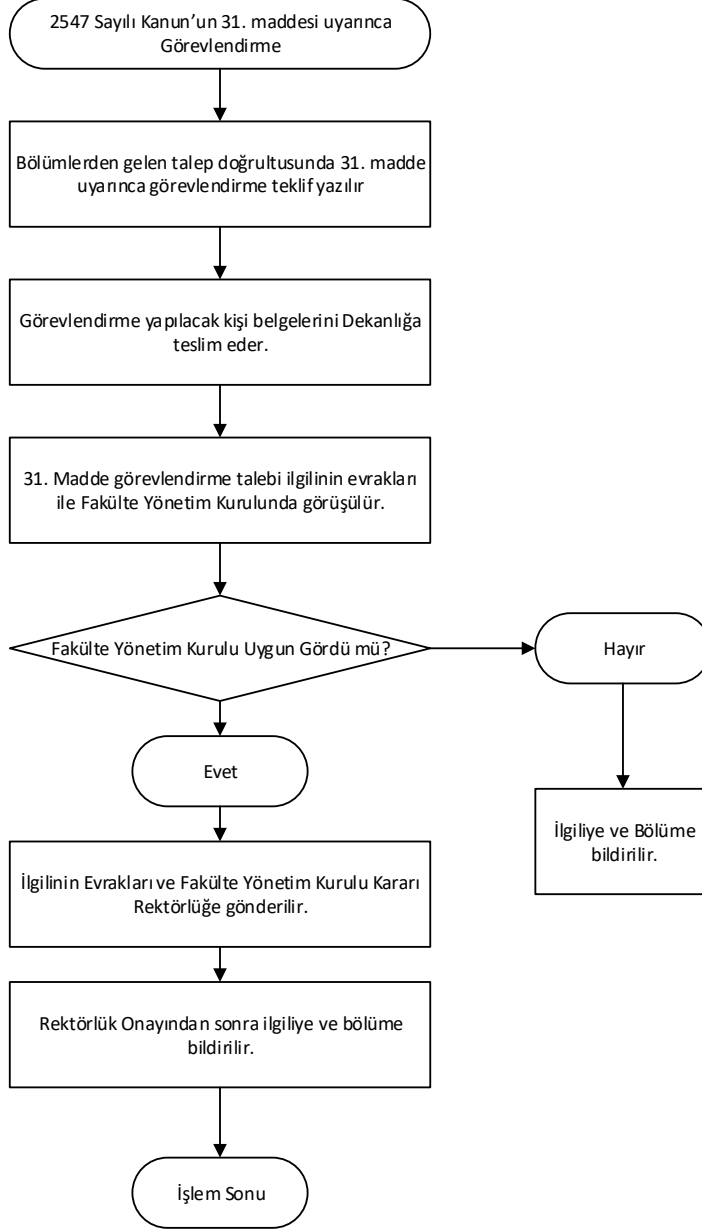 2547 Sayılı Kanun’un 31. maddesi uyarınca
Görevlendirme
Bölümlerden gelen talep doğrultusunda 31. madde
uyarınca görevlendirme teklif yazılır
Görevlendirme yapılacak kişi belgelerini Dekanlığa
teslim eder.
31. Madde görevlendirme talebi ilgilinin evrakları
ile Fakülte Yönetim Kurulunda görüşülür.
Fakülte Yönetim Kurulu Uygun Gördü mü?
Hayır
Evet
İlgiliye ve Bölüme
bildirilir.
İlgilinin Evrakları ve Fakülte Yönetim Kurulu Kararı
Rektörlüğe gönderilir.
Rektörlük Onayından sonra ilgiliye ve bölüme
bildirilir.
İşlem Sonu